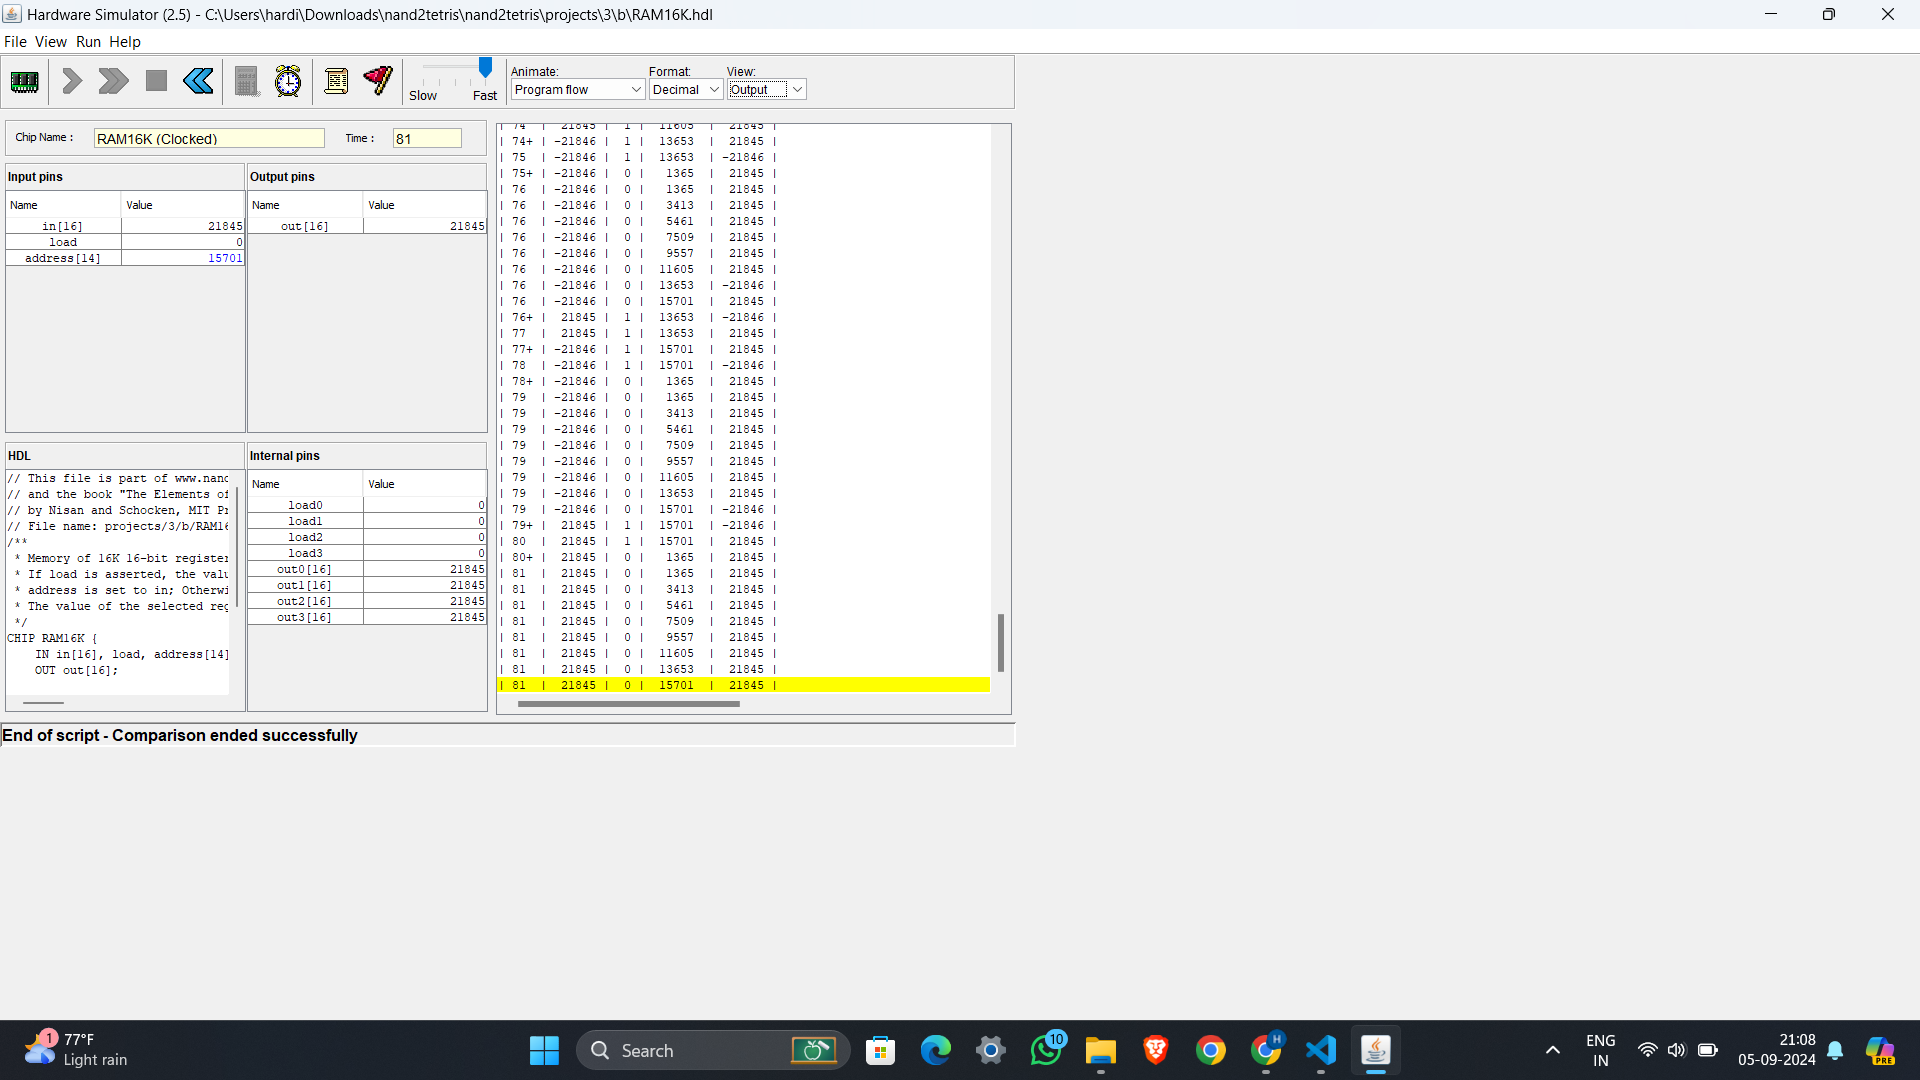 Hardware Simulator (2.5) - C:\Users\hardi\Downloads\nand2tetris\nand2tetris\projects\3\b\RAM16K.hdl
File View Run Help
Slow Fast
Animate:
Program flow
Format:
Decimal
View:
Output
Chip Name :
RAM16K (Clocked)
Time :
81
Input pins
Name Value
in[16] 21845
load 0
address[14] 15701
Output pins
Name Value
out[16] 21845
HDL
// This file is part of www.nand
// and the book "The Elements of
// by Nisan and Schocken, MIT Pr
// File name: projects/3/b/RAM16
/**
* Memory of 16K 16-bit register
* If load is asserted, the valu
* address is set to in; Otherwi
* The value of the selected reg
*/
CHIP RAM16K {
IN in[16], load, address[14]
OUT out[16];
Internal pins
Name Value
load0 0
load1 0
load2 0
load3 0
out0[16] 21845
out1[16] 21845
out2[16] 21845
out3[16] 21845
| 74 | 21845 | 1 | 11605 | 21845 |
| 74+ | -21846 | 1 | 13653 | 21845 |
| 75 | -21846 | 1 | 13653 | -21846 |
| 75+ | -21846 | 0 | 1365 | 21845 |
| 76 | -21846 | 0 | 1365 | 21845 |
| 76 | -21846 | 0 | 3413 | 21845 |
| 76 | -21846 | 0 | 5461 | 21845 |
| 76 | -21846 | 0 | 7509 | 21845 |
| 76 | -21846 | 0 | 9557 | 21845 |
| 76 | -21846 | 0 | 11605 | 21845 |
| 76 | -21846 | 0 | 13653 | -21846 |
| 76 | -21846 | 0 | 15701 | 21845 |
| 76+ | 21845 | 1 | 13653 | -21846 |
| 77 | 21845 | 1 | 13653 | 21845 |
| 77+ | -21846 | 1 | 15701 | 21845 |
| 78 | -21846 | 1 | 15701 | -21846 |
| 78+ | -21846 | 0 | 1365 | 21845 |
| 79 | -21846 | 0 | 1365 | 21845 |
| 79 | -21846 | 0 | 3413 | 21845 |
| 79 | -21846 | 0 | 5461 | 21845 |
| 79 | -21846 | 0 | 7509 | 21845 |
| 79 | -21846 | 0 | 9557 | 21845 |
| 79 | -21846 | 0 | 11605 | 21845 |
| 79 | -21846 | 0 | 13653 | 21845 |
| 79 | -21846 | 0 | 15701 | -21846 |
| 79+ | 21845 | 1 | 15701 | -21846 |
| 80 | 21845 | 1 | 15701 | 21845 |
| 80+ | 21845 | 0 | 1365 | 21845 |
| 81 | 21845 | 0 | 1365 | 21845 |
| 81 | 21845 | 0 | 3413 | 21845 |
| 81 | 21845 | 0 | 5461 | 21845 |
| 81 | 21845 | 0 | 7509 | 21845 |
| 81 | 21845 | 0 | 9557 | 21845 |
| 81 | 21845 | 0 | 11605 | 21845 |
| 81 | 21845 | 0 | 13653 | 21845 |
| 81 | 21845 | 0 | 15701 | 21845 |
End of script - Comparison ended successfully
1
77°F
Light rain
Search
10
H
ENG
IN
21:08
05-09-2024
PRE